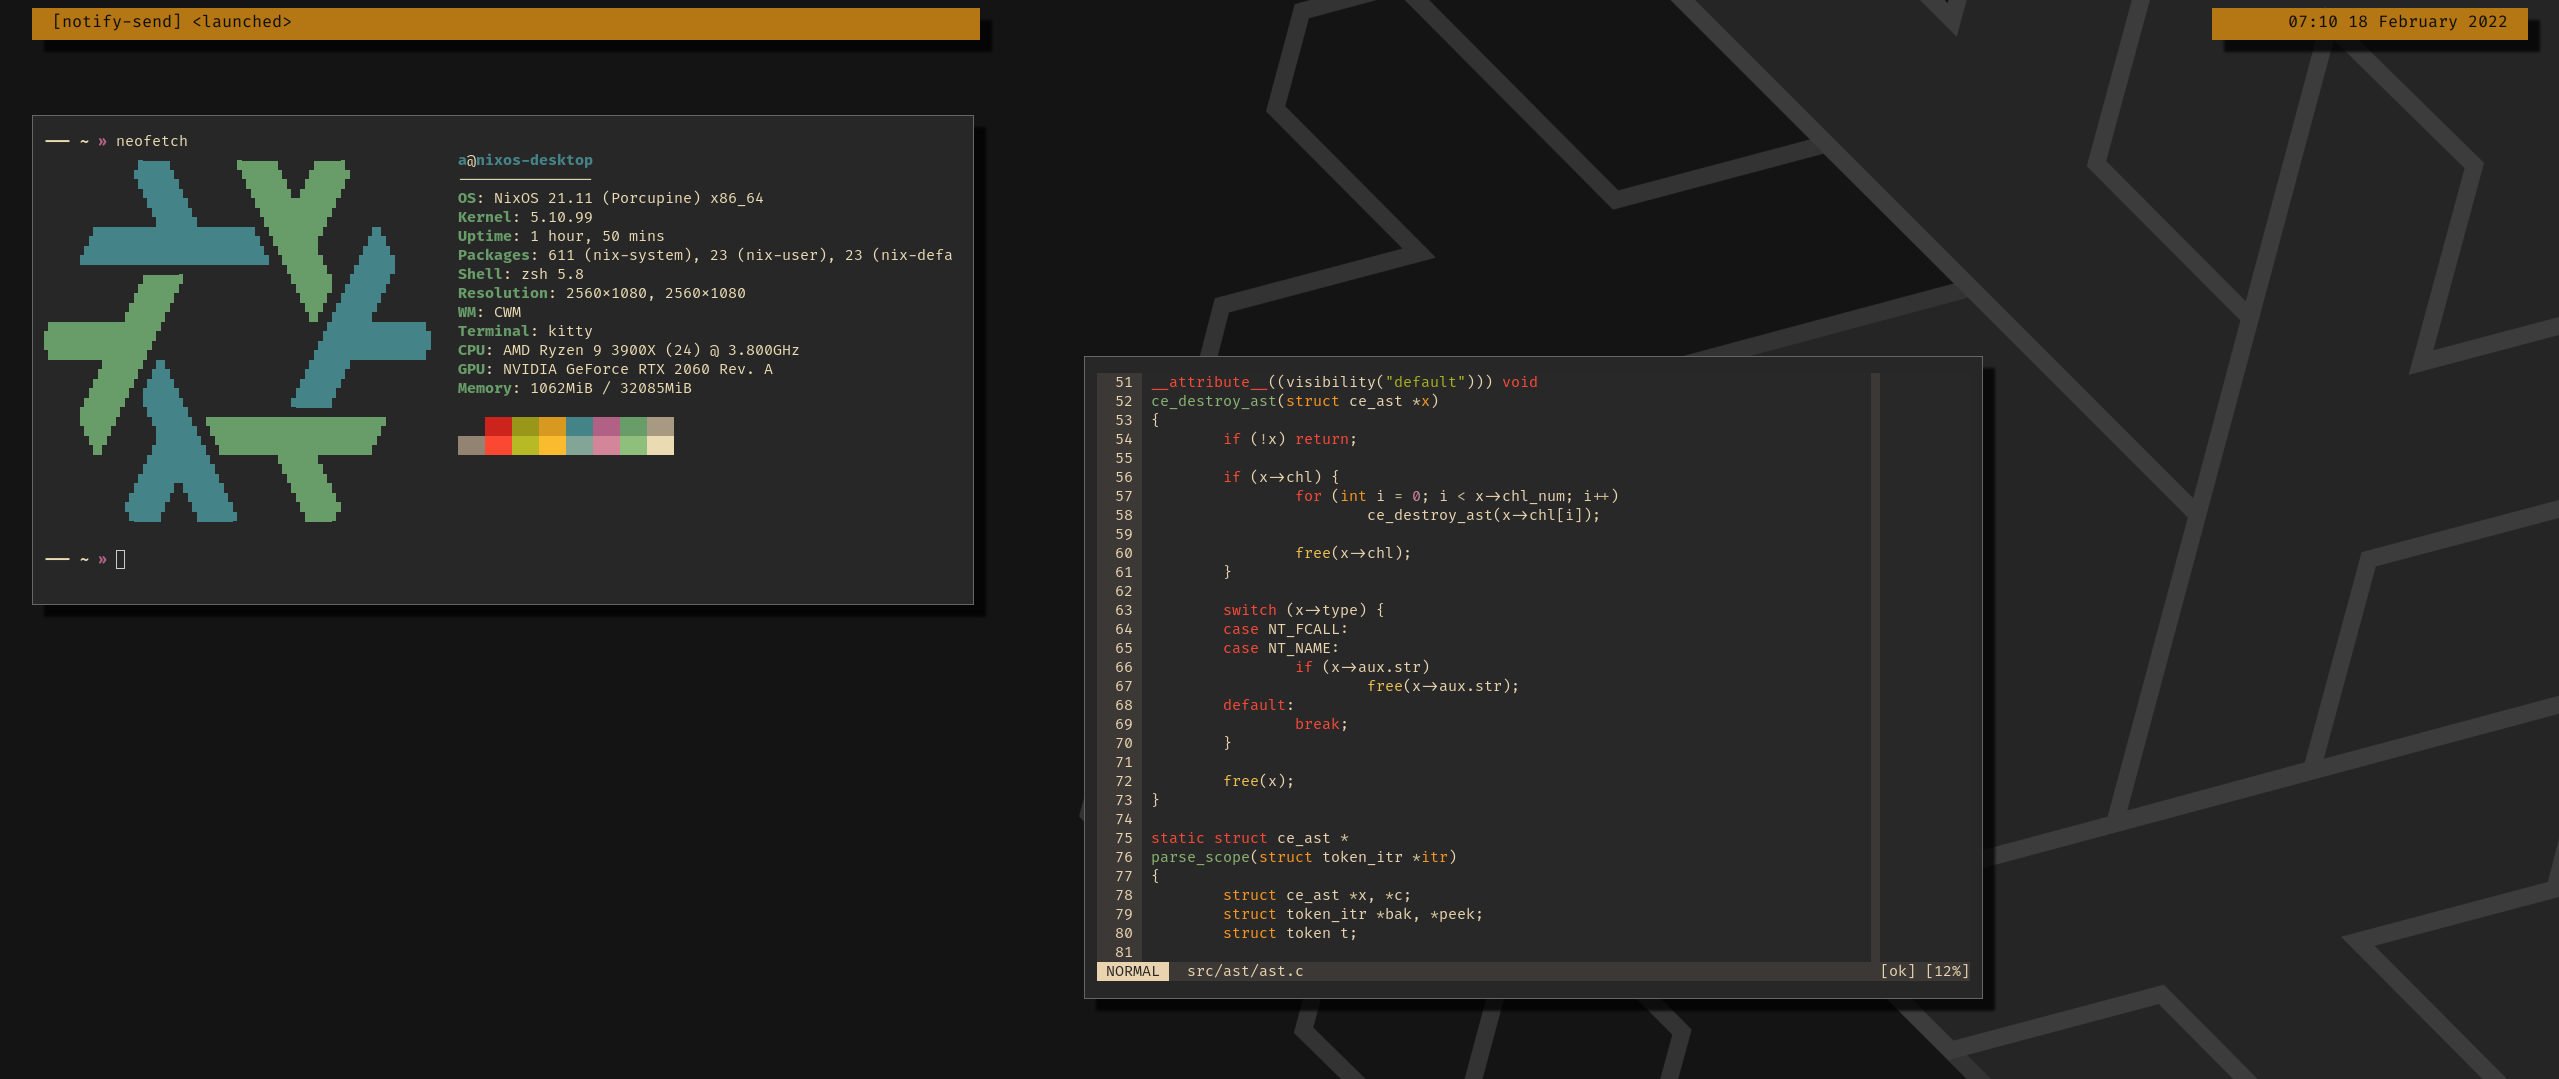 [notify-send] <launched>
07:10 18 February 2022
── ~ » neofetch
a@nixos-desktop
───────────────
OS: NixOS 21.11 (Porcupine) x86_64
Kernel: 5.10.99
Uptime: 1 hour, 50 mins
Packages: 611 (nix-system), 23 (nix-user), 23 (nix-defa
Shell: zsh 5.8
Resolution: 2560×1080, 2560×1080
WM: CWM
Terminal: kitty
CPU: AMD Ryzen 9 3900X (24) @ 3.800GHz
GPU: NVIDIA GeForce RTX 2060 Rev. A
Memory: 1062MiB / 32085MiB
── ~ »
51 __attribute__((visibility("default"))) void
52 ce_destroy_ast(struct ce_ast *x)
53 {
54         if (!x) return;
55
56         if (x->chl) {
57                 for (int i = 0; i < x->chl_num; i++)
58                         ce_destroy_ast(x->chl[i]);
59
60                 free(x->chl);
61         }
62
63         switch (x->type) {
64         case NT_FCALL:
65         case NT_NAME:
66                 if (x->aux.str)
67                         free(x->aux.str);
68         default:
69                 break;
70         }
71
72         free(x);
73 }
74
75 static struct ce_ast *
76 parse_scope(struct token_itr *itr)
77 {
78         struct ce_ast *x, *c;
79         struct token_itr *bak, *peek;
80         struct token t;
81
NORMAL  src/ast/ast.c [ok] [12%]